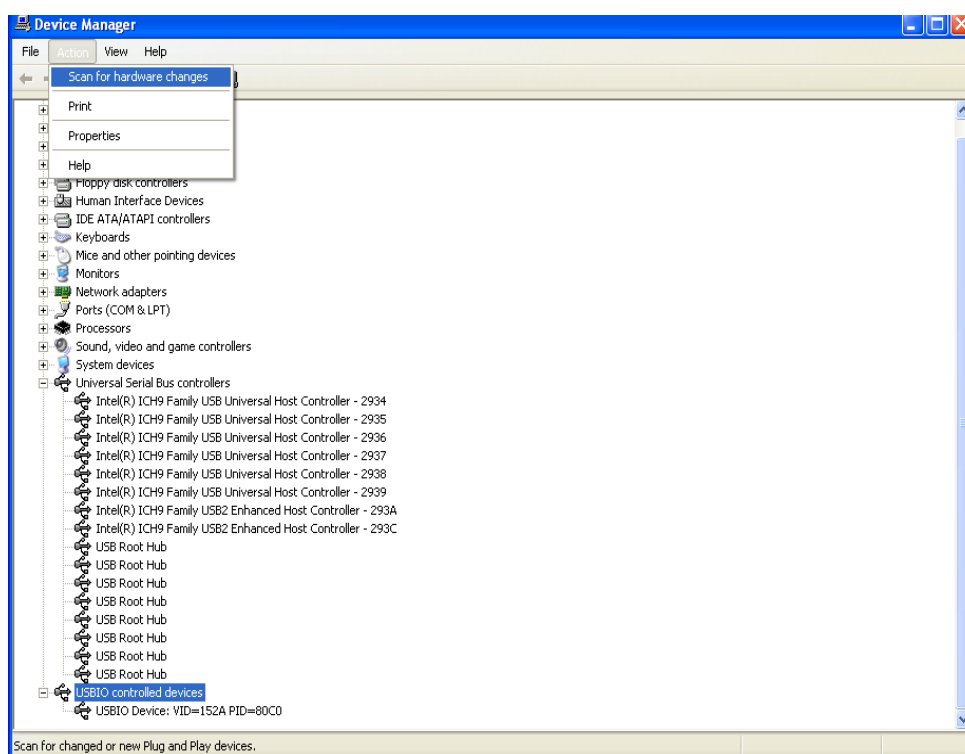 Device Manager
File Action View Help
Scan for hardware changes
Print
Properties
Help
Floppy disk controllers
Human Interface Devices
IDE ATA/ATAPI controllers
Keyboards
Mice and other pointing devices
Monitors
Network adapters
Ports (COM & LPT)
Processors
Sound, video and game controllers
System devices
Universal Serial Bus controllers
Intel(R) ICH9 Family USB Universal Host Controller - 2934
Intel(R) ICH9 Family USB Universal Host Controller - 2935
Intel(R) ICH9 Family USB Universal Host Controller - 2936
Intel(R) ICH9 Family USB Universal Host Controller - 2937
Intel(R) ICH9 Family USB Universal Host Controller - 2938
Intel(R) ICH9 Family USB Universal Host Controller - 2939
Intel(R) ICH9 Family USB2 Enhanced Host Controller - 293A
Intel(R) ICH9 Family USB2 Enhanced Host Controller - 293C
USB Root Hub
USB Root Hub
USB Root Hub
USB Root Hub
USB Root Hub
USB Root Hub
USB Root Hub
USB Root Hub
USBIO controlled devices
USBIO Device: VID=152A PID=80C0
Scan for changed or new Plug and Play devices.